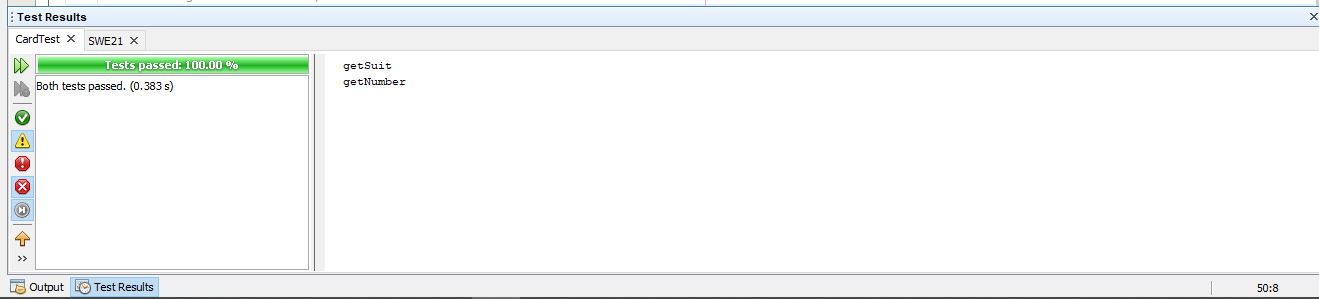 Test Results
CardTest
SWE21
Tests passed: 100.00 %
Both tests passed. (0.383 s)
getSuit
getNumber
Output
Test Results
50:8